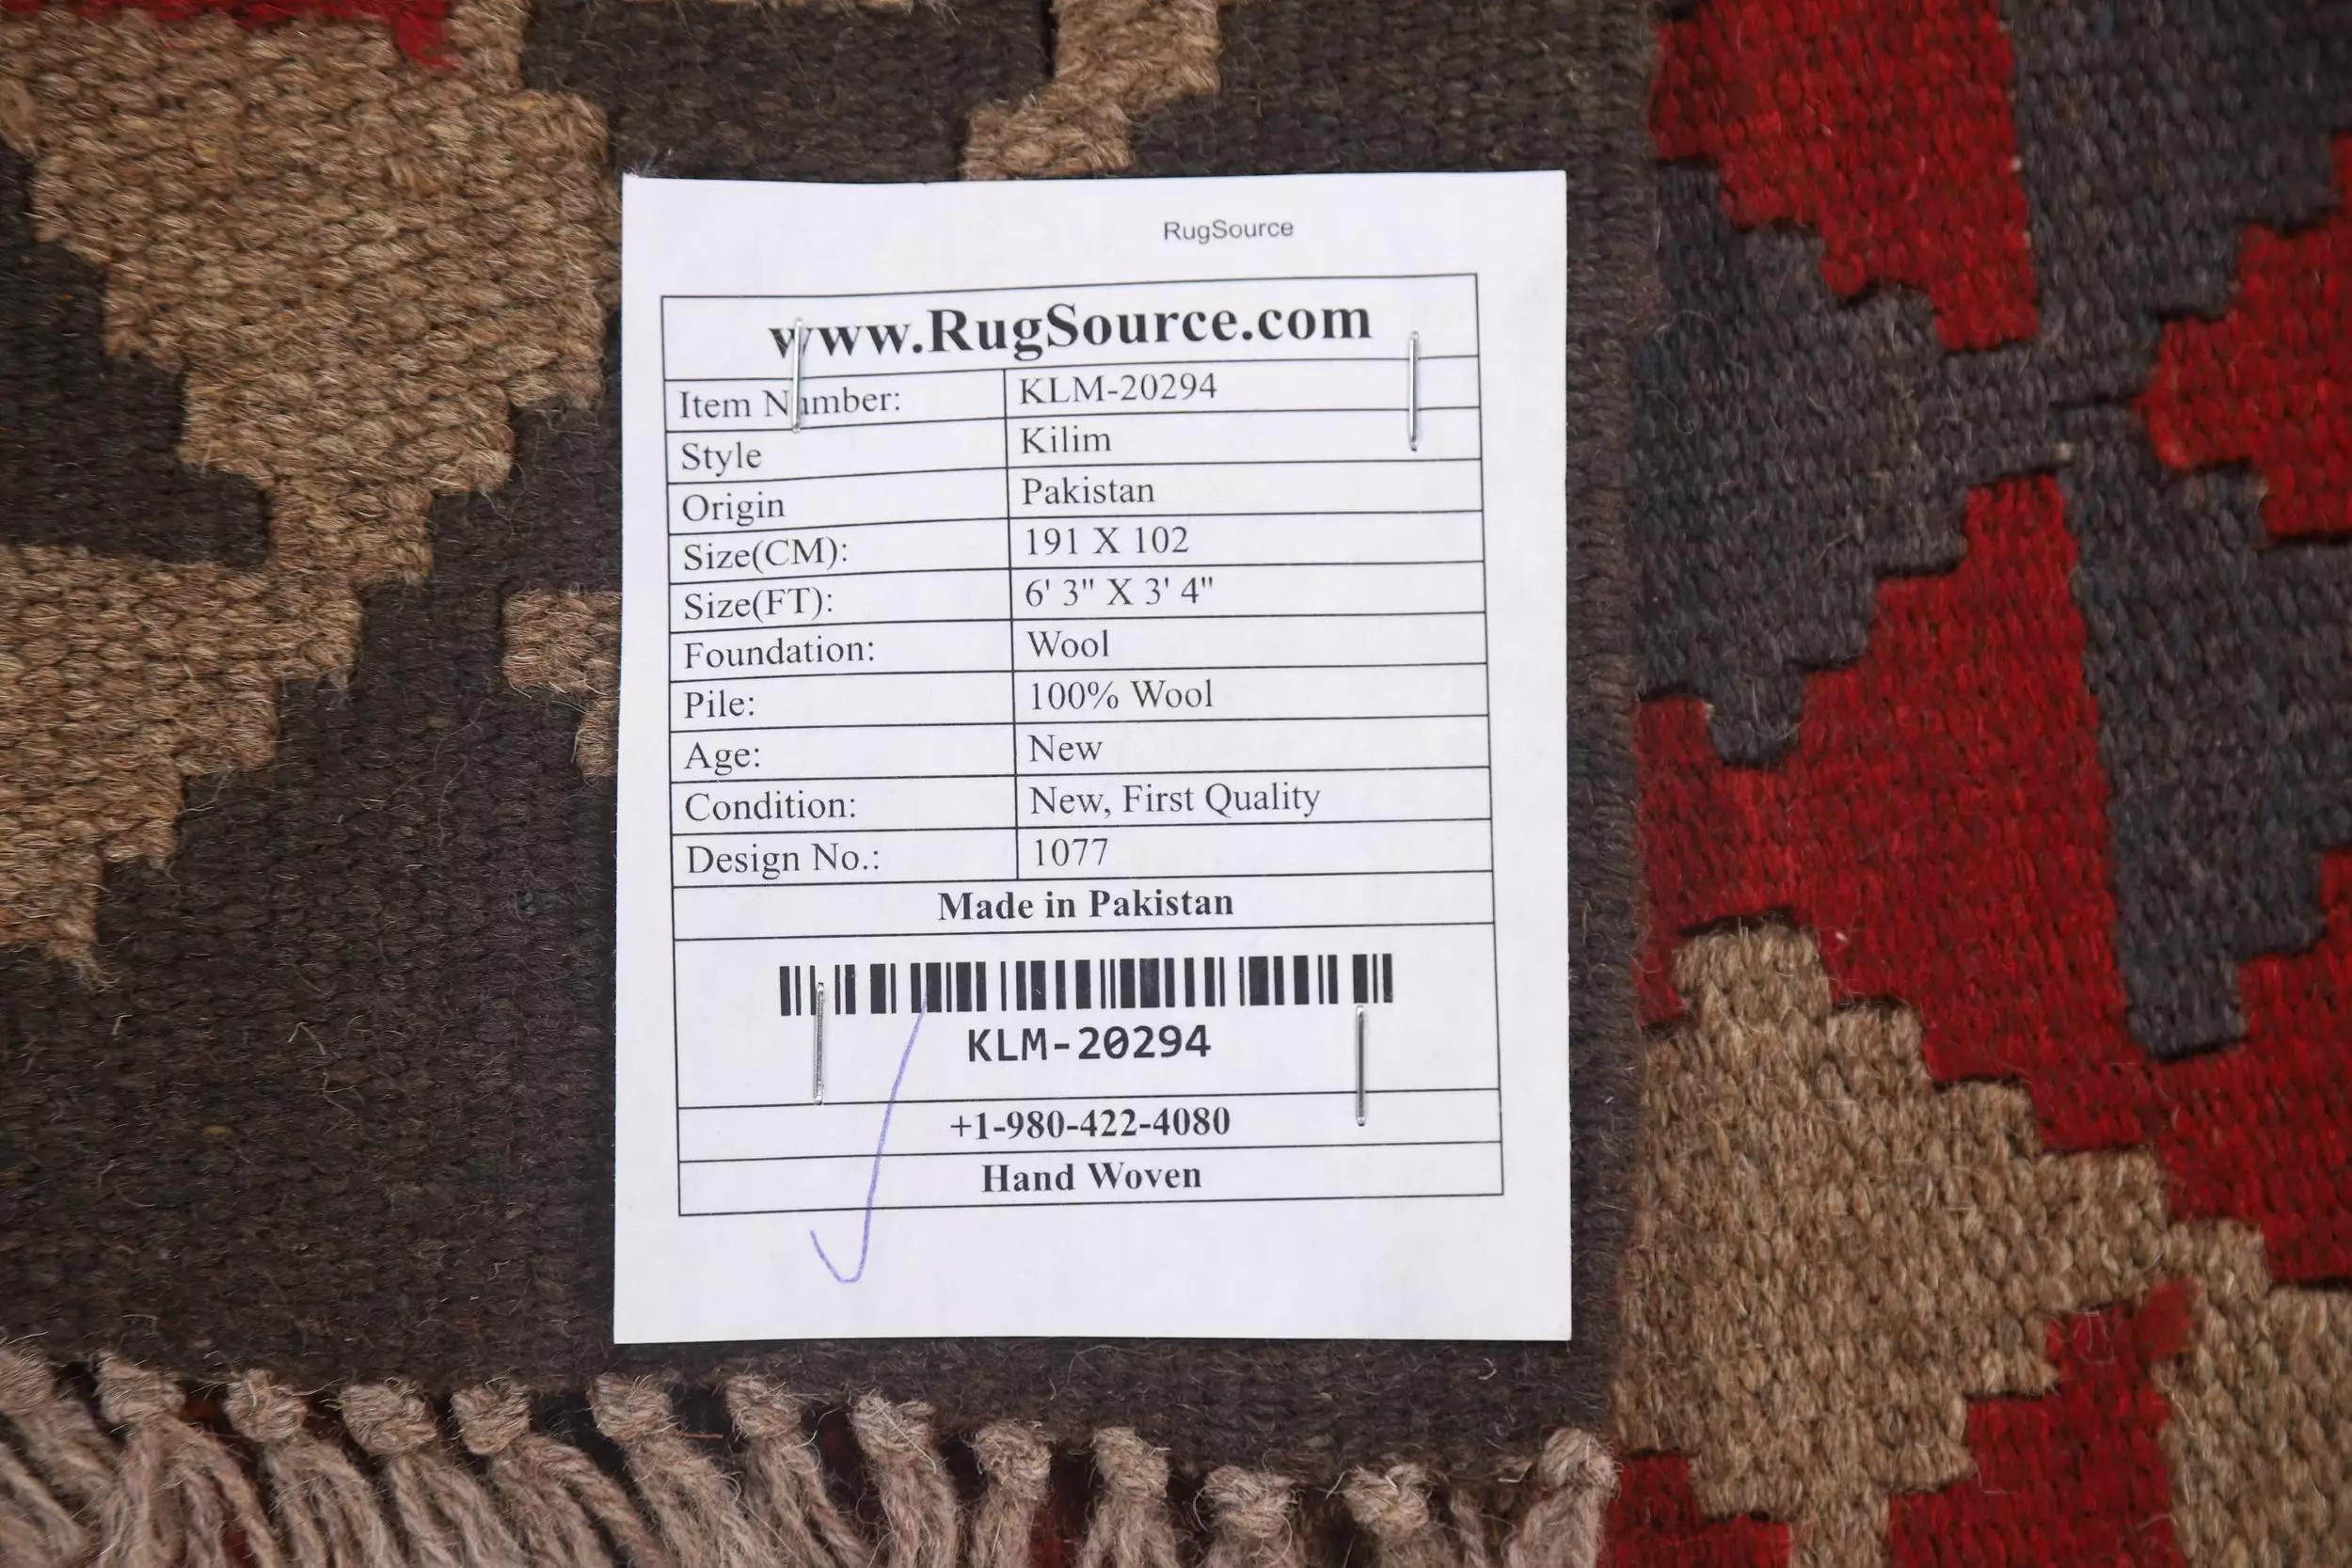 RugSource
www.RugSource.com
Item Number: KLM-20294
Style Kilim
Origin Pakistan
Size(CM): 191 X 102
Size(FT): 6' 3" X 3' 4"
Foundation: Wool
Pile: 100% Wool
Age: New
Condition: New, First Quality
Design No.: 1077
Made in Pakistan
KLM-20294
+1-980-422-4080
Hand Woven